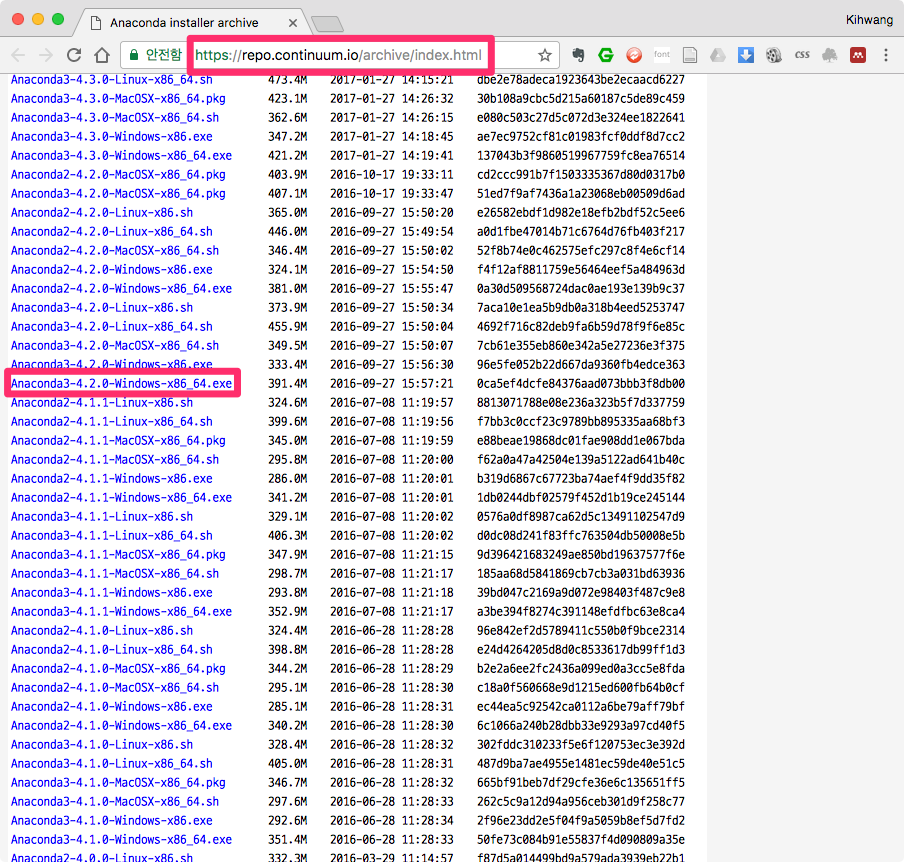 Anaconda installer archive
Kihwang
안전함 https://repo.continuum.io/archive/index.html
font CSS
Anaconda3-4.3.0-Linux-x86_64.sh 473.4M 2017-01-27 14:15:21 dbe2e78adeca1923643be2ecaacd6227
Anaconda3-4.3.0-MacOSX-x86_64.pkg 423.1M 2017-01-27 14:26:32 30b108a9cbc5d215a60187c5de89c459
Anaconda3-4.3.0-MacOSX-x86_64.sh 362.6M 2017-01-27 14:26:15 e080c503c27d5c072d3e324ee1822641
Anaconda3-4.3.0-Windows-x86.exe 347.2M 2017-01-27 14:18:45 ae7ec9752cf81c01983fcf0ddf8d7cc2
Anaconda3-4.3.0-Windows-x86_64.exe 421.2M 2017-01-27 14:19:41 137043b3f9860519967759fc8ea76514
Anaconda2-4.2.0-MacOSX-x86_64.pkg 403.9M 2016-10-17 19:33:11 cd2ccc991b7f1503335367d80d0317b0
Anaconda3-4.2.0-MacOSX-x86_64.pkg 407.1M 2016-10-17 19:33:47 51ed7f9af7436a1a23068eb00509d6ad
Anaconda2-4.2.0-Linux-x86.sh 365.0M 2016-09-27 15:50:20 e26582ebdf1d982e18efb2bdf52c5ee6
Anaconda2-4.2.0-Linux-x86_64.sh 446.0M 2016-09-27 15:49:54 a0d1fbe47014b71c6764d76fb403f217
Anaconda2-4.2.0-MacOSX-x86_64.sh 346.4M 2016-09-27 15:50:02 52f8b74e0c462575efc297c8f4e6cf14
Anaconda2-4.2.0-Windows-x86.exe 324.1M 2016-09-27 15:54:50 f4f12af8811759e56464eef5a484963d
Anaconda2-4.2.0-Windows-x86_64.exe 381.0M 2016-09-27 15:55:47 0a30d509568724dac0ae193e139b9c37
Anaconda3-4.2.0-Linux-x86.sh 373.9M 2016-09-27 15:50:34 7aca10e1ea5b9db0a318b4eed5253747
Anaconda3-4.2.0-Linux-x86_64.sh 455.9M 2016-09-27 15:50:04 4692f716c82deb9fa6b59d78f9f6e85c
Anaconda3-4.2.0-MacOSX-x86_64.sh 349.5M 2016-09-27 15:50:07 7cb61e355eb860e342a5e27236e3f375
Anaconda3-4.2.0-Windows-x86.exe 333.4M 2016-09-27 15:56:30 96e5fe052b22d667da9360fb4edce363
Anaconda3-4.2.0-Windows-x86_64.exe 391.4M 2016-09-27 15:57:21 0ca5ef4dcfe84376aad073bbb3f8db00
Anaconda2-4.1.1-Linux-x86.sh 324.6M 2016-07-08 11:19:57 8813071788e08e236a323b5f7d337759
Anaconda2-4.1.1-Linux-x86_64.sh 399.6M 2016-07-08 11:19:56 f7bb3c0ccf23c9789bb895335aa68bf3
Anaconda2-4.1.1-MacOSX-x86_64.pkg 345.0M 2016-07-08 11:19:59 e88beae19868dc01fae908dd1e067bda
Anaconda2-4.1.1-MacOSX-x86_64.sh 295.8M 2016-07-08 11:20:00 f62a0a47a42504e139a5122ad641b40c
Anaconda2-4.1.1-Windows-x86.exe 286.0M 2016-07-08 11:20:01 b319d6867c67723ba74aef4f9dd35f82
Anaconda2-4.1.1-Windows-x86_64.exe 341.2M 2016-07-08 11:20:01 1db0244dbf02579f452d1b19ce245144
Anaconda3-4.1.1-Linux-x86.sh 329.1M 2016-07-08 11:20:02 0576a0df8987ca62d5c13491102547d9
Anaconda3-4.1.1-Linux-x86_64.sh 406.3M 2016-07-08 11:20:02 d0dc08d241f83ffc763504db50008e5b
Anaconda3-4.1.1-MacOSX-x86_64.pkg 347.9M 2016-07-08 11:21:15 9d396421683249ae850bd19637577f6e
Anaconda3-4.1.1-MacOSX-x86_64.sh 298.7M 2016-07-08 11:21:17 185aa68d5841869cb7cb3a031bd63936
Anaconda3-4.1.1-Windows-x86.exe 293.8M 2016-07-08 11:21:18 39bd047c2169a9d072e98403f487c9e8
Anaconda3-4.1.1-Windows-x86_64.exe 352.9M 2016-07-08 11:21:17 a3be394f8274c391148efdfbc63e8ca4
Anaconda2-4.1.0-Linux-x86.sh 324.4M 2016-06-28 11:28:28 96e842ef2d5789411c550b0f9bce2314
Anaconda2-4.1.0-Linux-x86_64.sh 398.8M 2016-06-28 11:28:28 e24d4264205d8d0c8533617db99ff1d3
Anaconda2-4.1.0-MacOSX-x86_64.pkg 344.2M 2016-06-28 11:28:29 b2e2a6ee2fc2436a099ed0a3cc5e8fda
Anaconda2-4.1.0-MacOSX-x86_64.sh 295.1M 2016-06-28 11:28:30 c18a0f560668e9d1215ed600fb64b0cf
Anaconda2-4.1.0-Windows-x86.exe 285.1M 2016-06-28 11:28:31 ec44ea5c92542ca0112a6be79aff79bf
Anaconda2-4.1.0-Windows-x86_64.exe 340.2M 2016-06-28 11:28:30 6c1066a240b28dbb33e9293a97cd40f5
Anaconda3-4.1.0-Linux-x86.sh 328.4M 2016-06-28 11:28:32 302fddc310233f5e6f120753ec3e392d
Anaconda3-4.1.0-Linux-x86_64.sh 405.0M 2016-06-28 11:28:31 487d9ba7ae4955e1481ec59de40e51c5
Anaconda3-4.1.0-MacOSX-x86_64.pkg 346.7M 2016-06-28 11:28:32 665bf91beb7df29cfe36e6c135651ff5
Anaconda3-4.1.0-MacOSX-x86_64.sh 297.6M 2016-06-28 11:28:33 262c5c9a12d94a956ceb301d9f258c77
Anaconda3-4.1.0-Windows-x86.exe 292.6M 2016-06-28 11:28:34 2f96e23dd2e5f04f9a5059b8ef5d7fd2
Anaconda3-4.1.0-Windows-x86_64.exe 351.4M 2016-06-28 11:28:33 50fe73c084b91e55837f4d090809a35e
Anaconda2-4.0.0-Linux-x86.sh 332.3M 2016-03-29 11:14:57 f87d5a014499bd9a579ada3939eb22b1